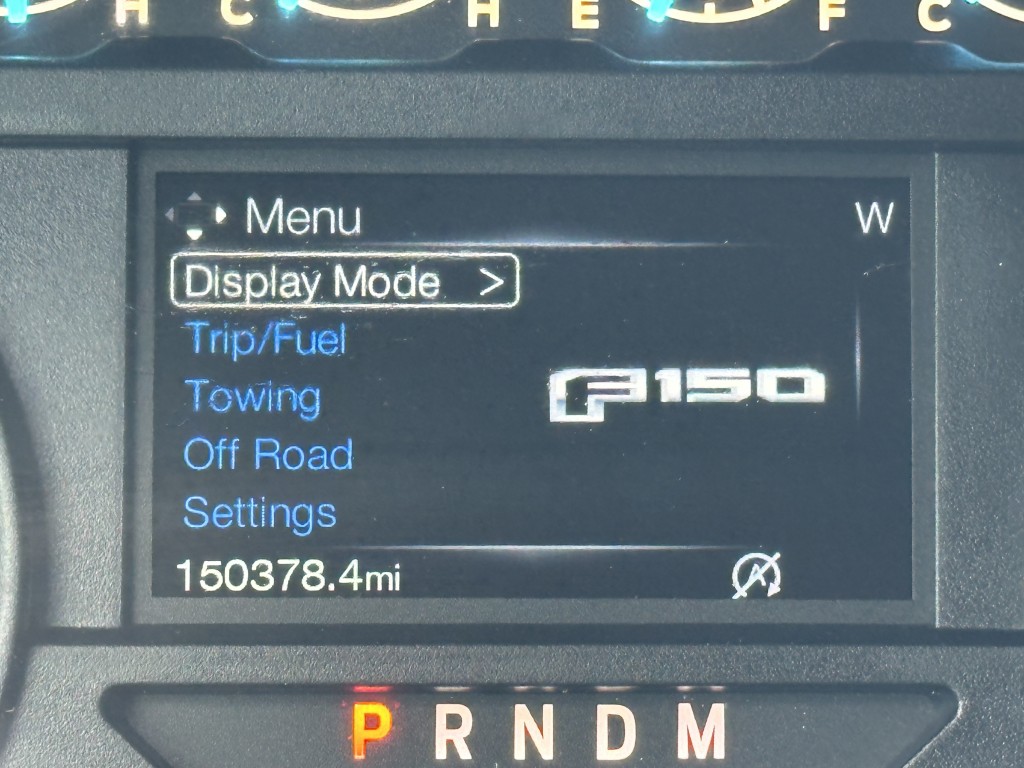 H C H E F C
Menu W
Display Mode >
Trip/Fuel
Towing
F150
Off Road
Settings
150378.4mi A
P R N D M